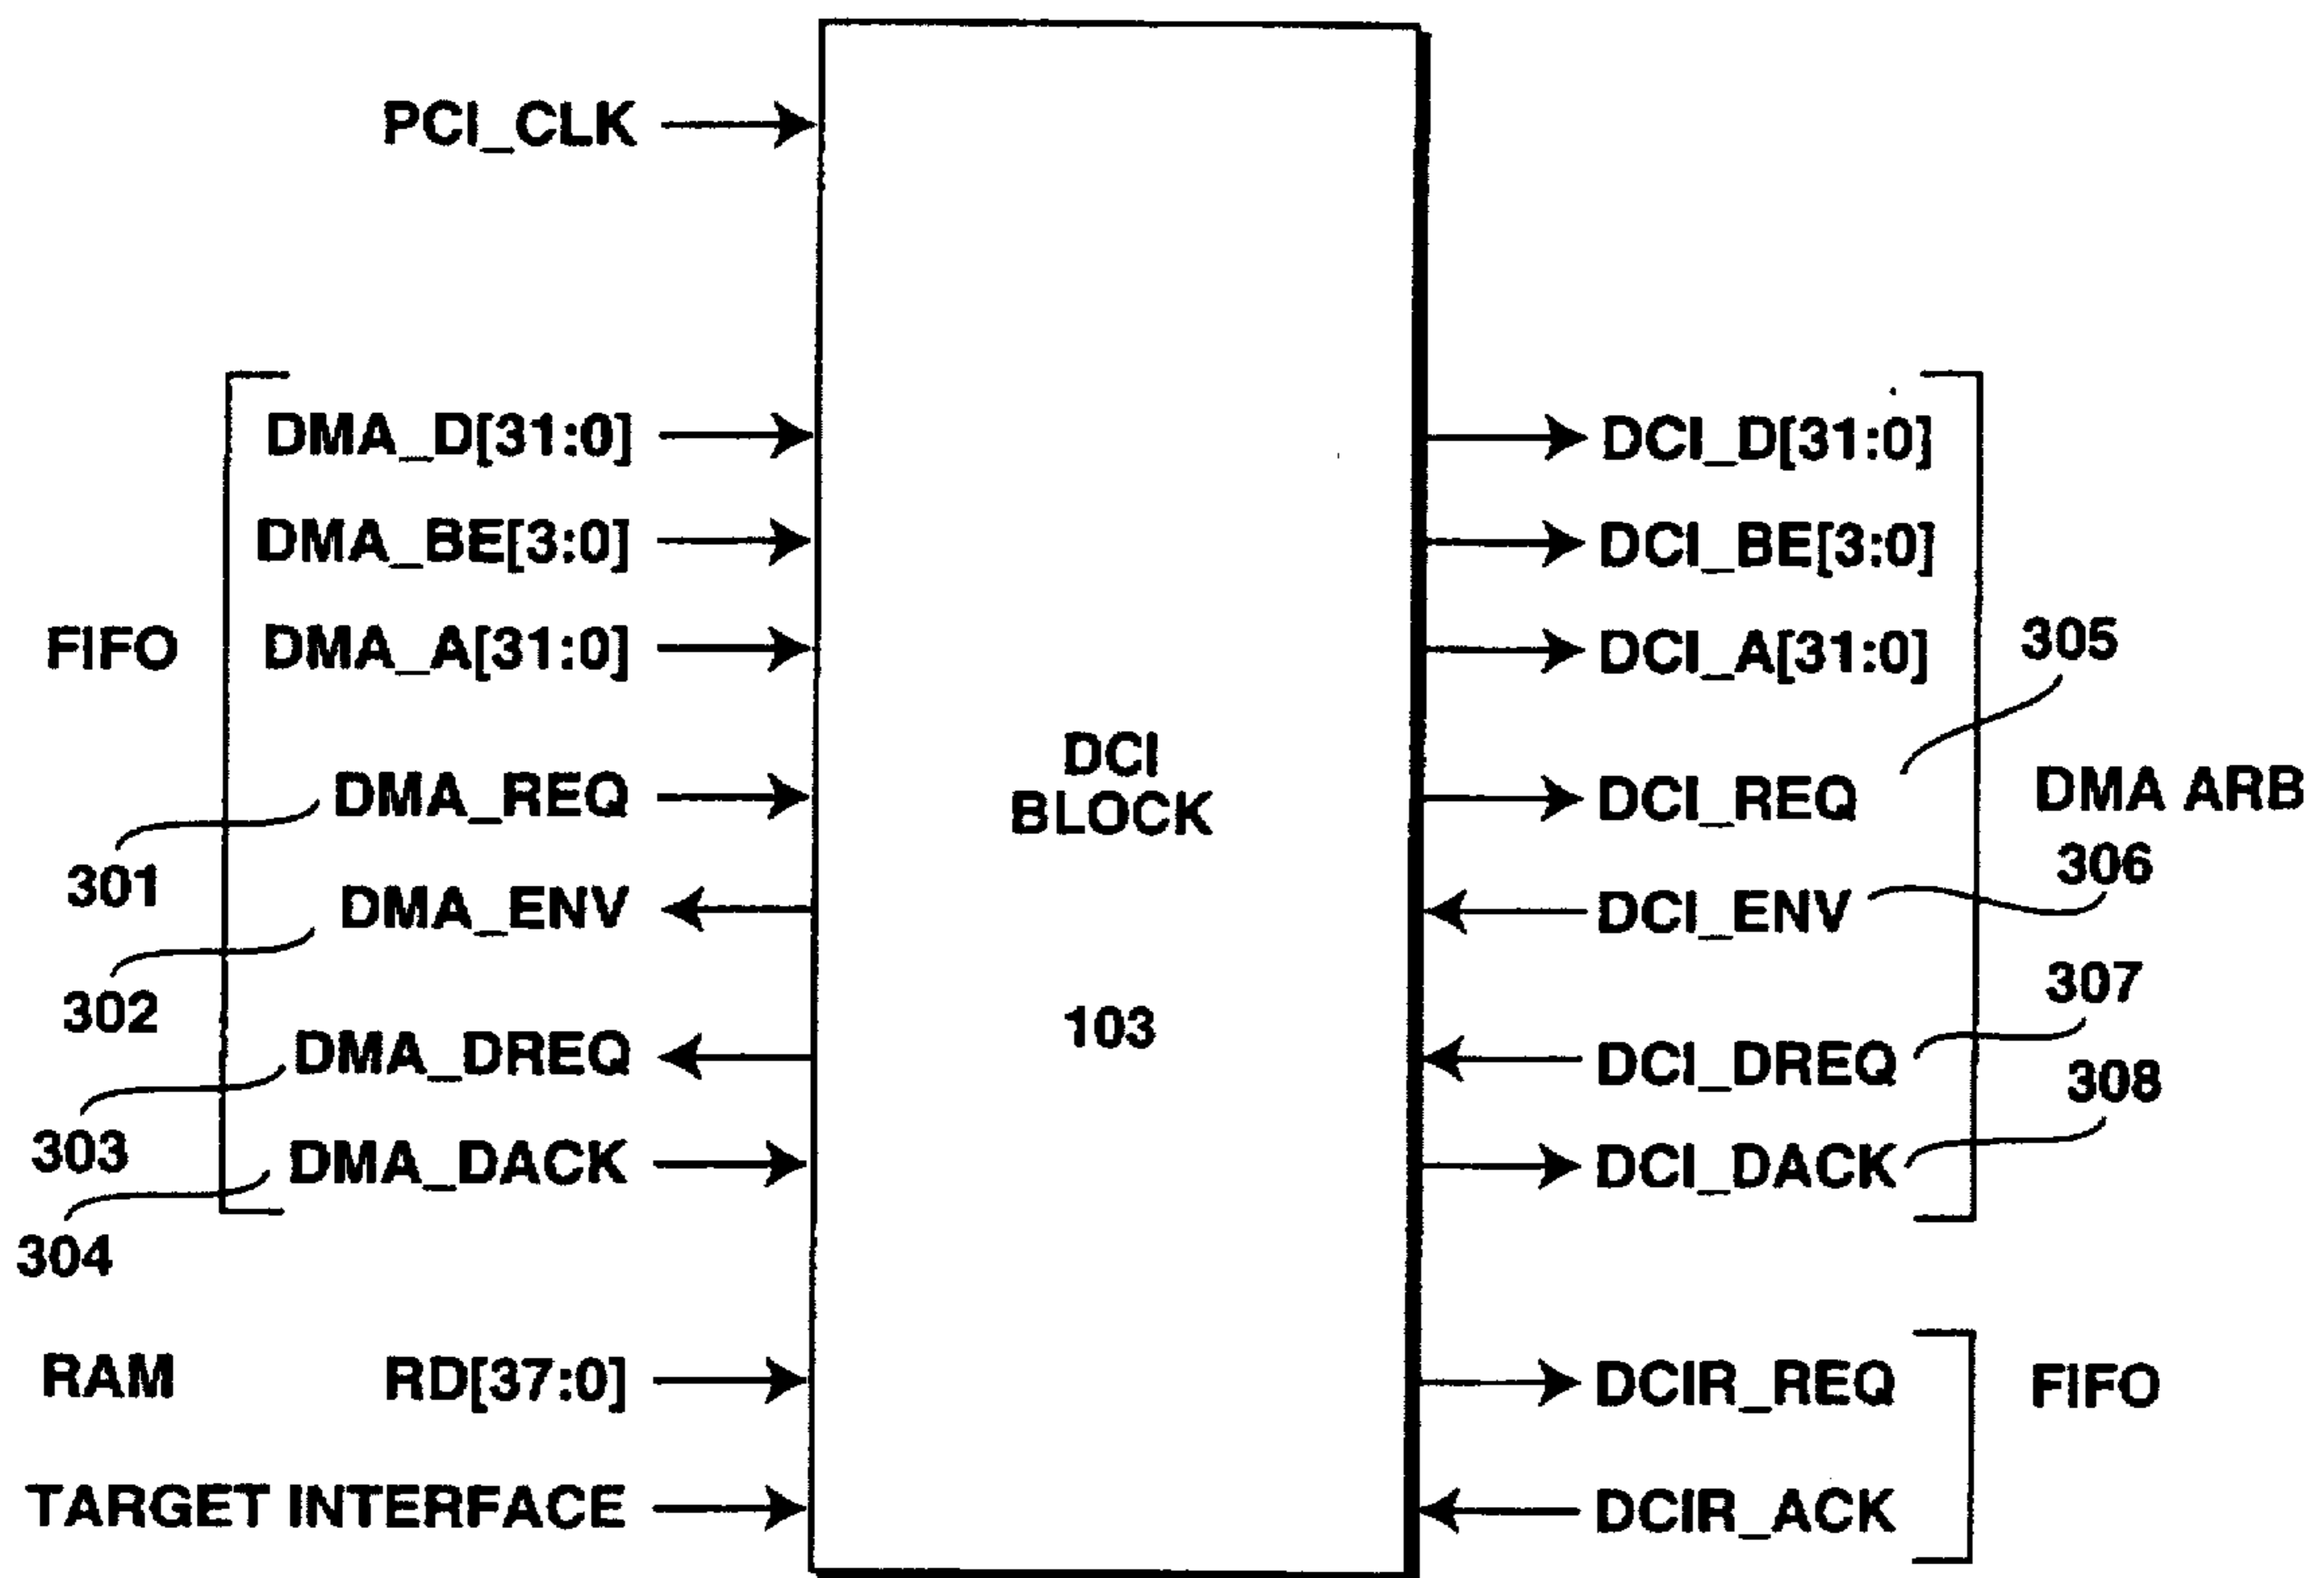 PCI_CLK
DMA_D[31:0]
DMA_BE[3:0]
FIFO DMA_A[31:0]
DMA_REQ
301
DMA_ENV
302
DMA_DREQ
303
DMA_DACK
304
RAM RD[37:0]
TARGET INTERFACE
DCI
BLOCK
103
DCI_D[31:0]
DCI_BE[3:0]
DCI_A[31:0]
305
DCI_REQ
DMA ARB
306
DCI_ENV
307
DCI_DREQ
308
DCI_DACK
DCIR_REQ
FIFO
DCIR_ACK